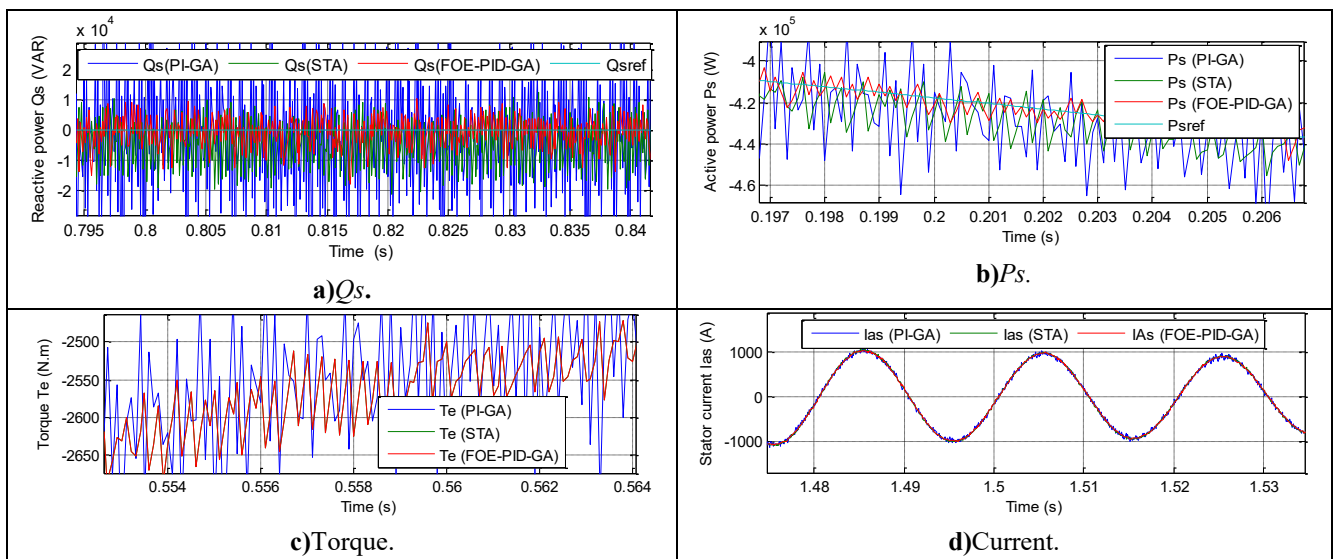 x 10^4
Reactive power Qs (VAR)
Qs(PI-GA) Qs(STA) Qs(FOE-PID-GA) Qsref
2
1
0
-1
-2
0.795 0.8 0.805 0.81 0.815 0.82 0.825 0.83 0.835 0.84
Time (s)
a)Qs.
x 10^5
Active power Ps (W)
Ps (PI-GA)
Ps (STA)
Ps (FOE-PID-GA)
Psref
-4
-4.2
-4.4
-4.6
0.197 0.198 0.199 0.2 0.201 0.202 0.203 0.204 0.205 0.206
Time (s)
b)Ps.
Torque Te (N.m)
-2500
-2550
-2600
-2650
Te (PI-GA)
Te (STA)
Te (FOE-PID-GA)
0.554 0.556 0.558 0.56 0.562 0.564
Time (s)
c)Torque.
Stator current Ias (A)
Ias (PI-GA) Ias (STA) IAs (FOE-PID-GA)
1000
0
-1000
1.48 1.49 1.5 1.51 1.52 1.53
Time (s)
d)Current.